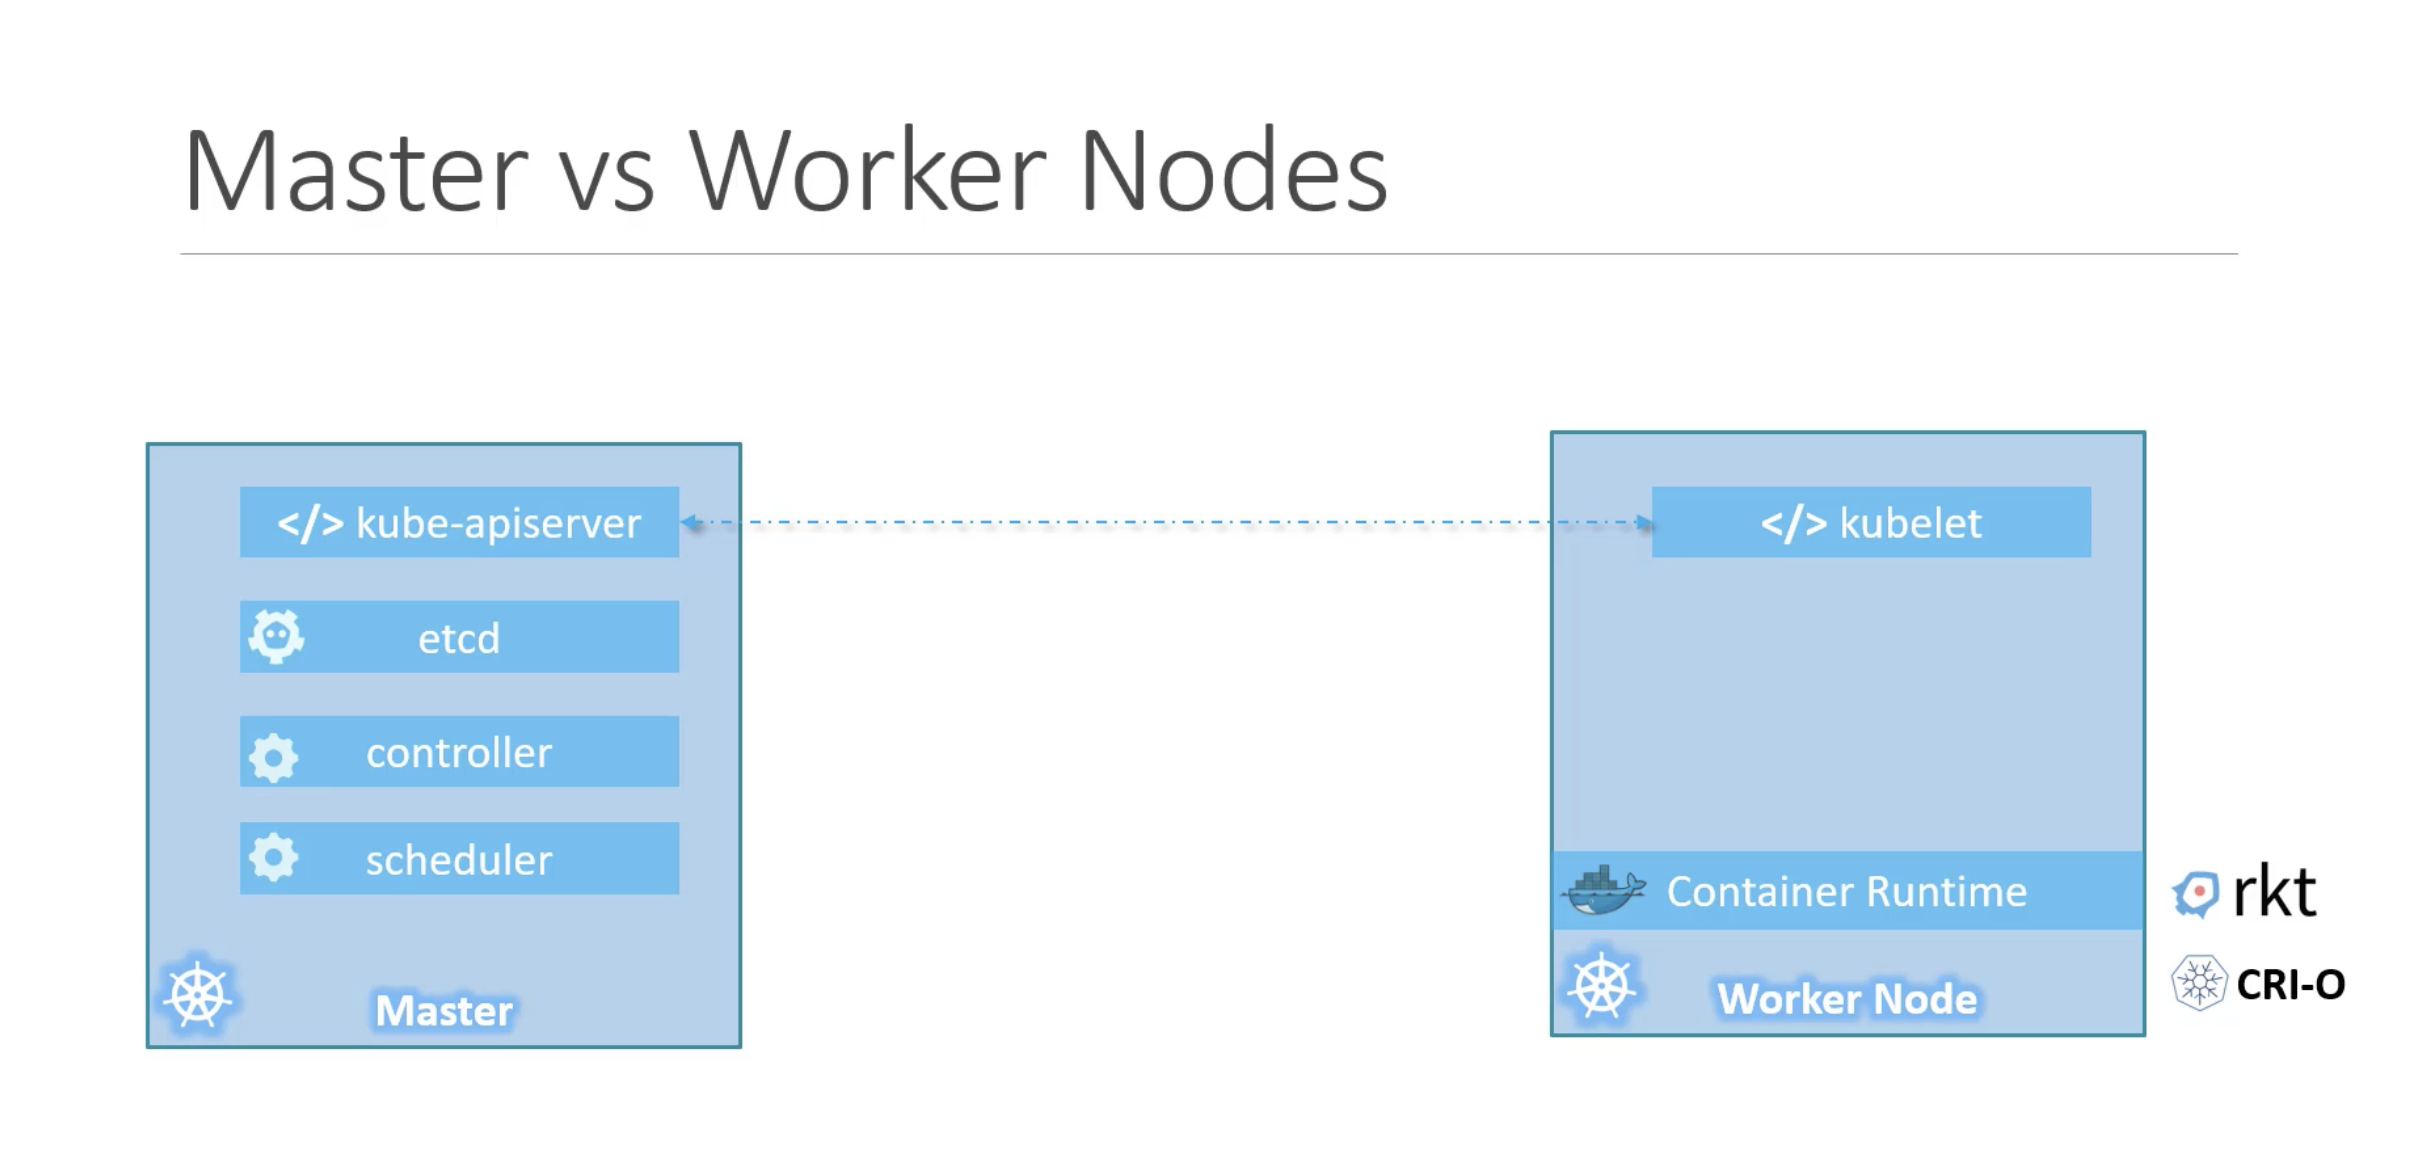 Master vs Worker Nodes
</> kube-apiserver
etcd
controller
scheduler
Master
</> kubelet
Container Runtime
Worker Node
rkt
CRI-O